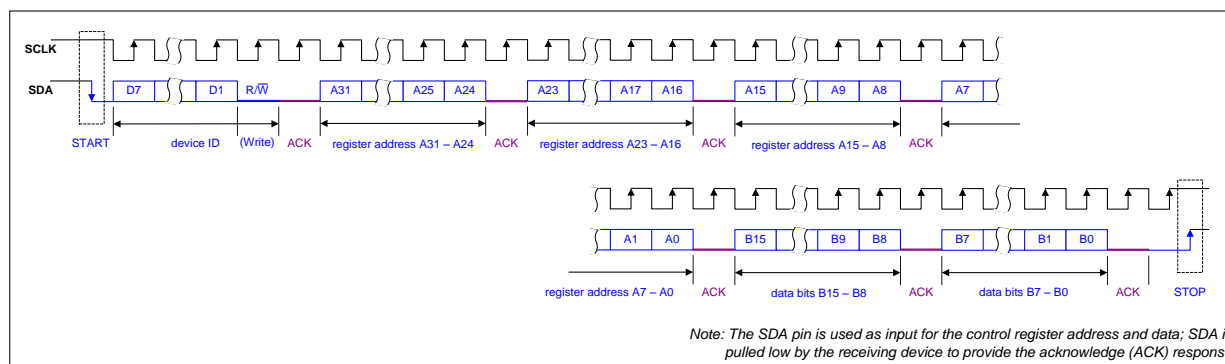 SCLK
SDA D7 D1 R/W A31 A25 A24 A23 A17 A16 A15 A9 A8 A7
START device ID (Write) ACK register address A31 – A24 ACK register address A23 – A16 ACK register address A15 – A8 ACK
A1 A0 B15 B9 B8 B7 B1 B0
register address A7 – A0 ACK data bits B15 – B8 ACK data bits B7 – B0 ACK STOP
Note: The SDA pin is used as input for the control register address and data; SDA i
pulled low by the receiving device to provide the acknowledge (ACK) respons